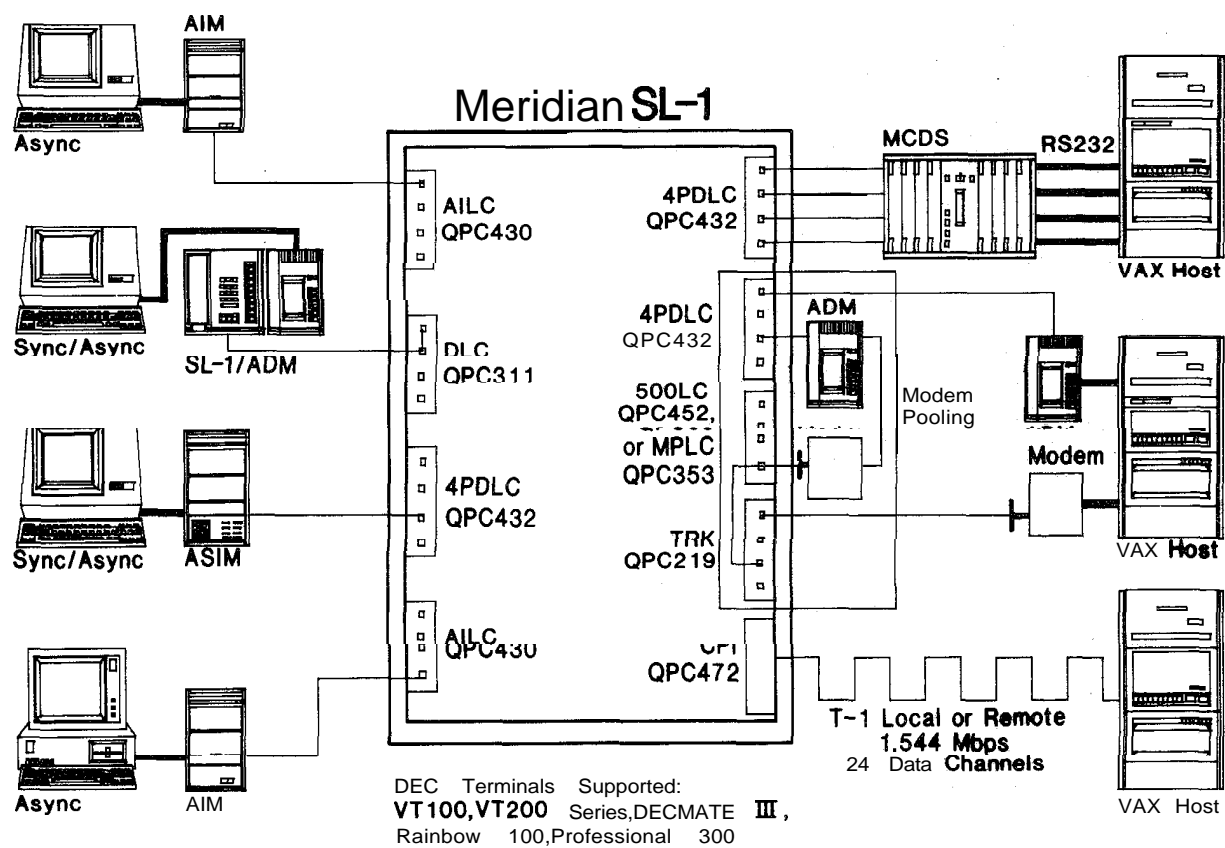 AIM
Async
Meridian SL-1
MCDS
RS232
VAX Host
AILC
QPC430
4PDLC
QPC432
Sync/Async
SL-1/ADM
DLC
QPC311
4PDLC
QPC432
ADM
500LC
QPC452,
or MPLC
QPC353
Modem
Pooling
Modem
VAX Host
Sync/Async
ASIM
4PDLC
QPC432
TRK
QPC219
AILC
QPC430
QPC472
T-1 Local or Remote
1.544 Mbps
24 Data Channels
VAX Host
Async
AIM
DEC Terminals Supported:
VT100,VT200 Series,DECMATE III,
Rainbow 100,Professional 300